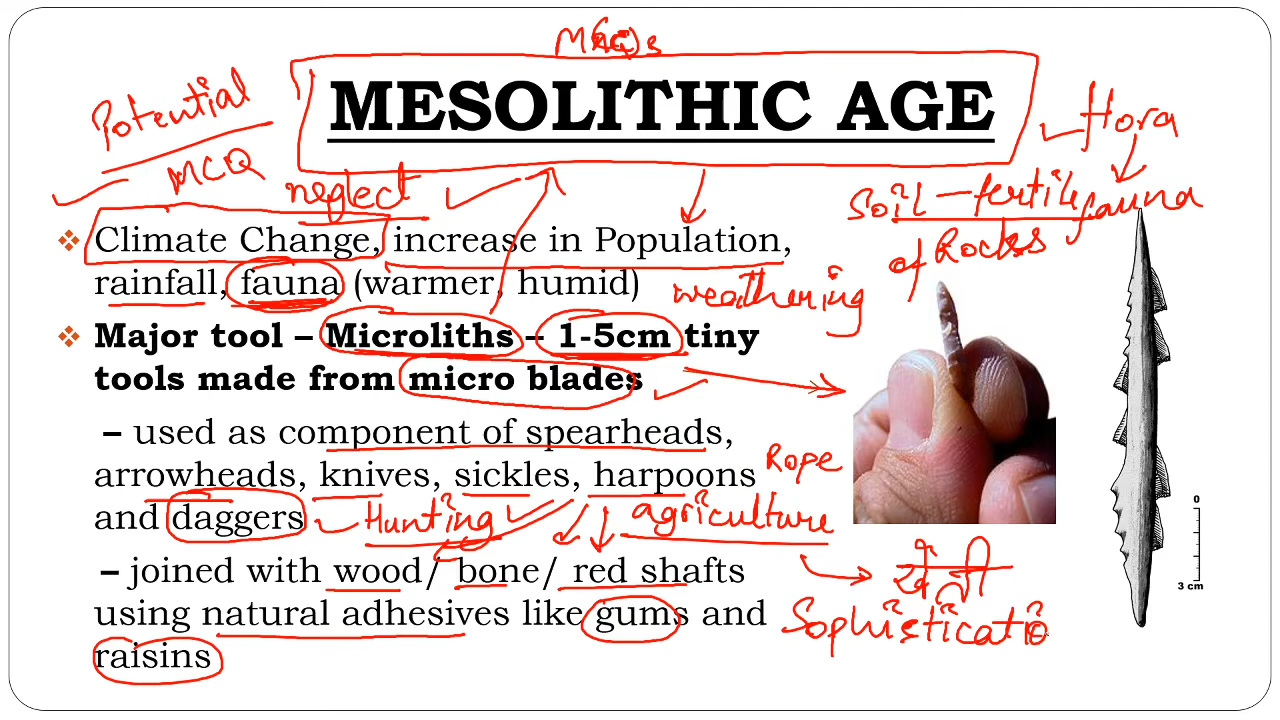 MCQs
MESOLITHIC AGE
Potential
MCQ
neglect
flora
fauna
Soil – fertile
of Rocks
weathering
❖ Climate Change, increase in Population,
rainfall, fauna (warmer, humid)
❖ Major tool – Microliths – 1-5cm tiny
tools made from micro blades
– used as component of spearheads,
arrowheads, knives, sickles, harpoons
and daggers
Rope
Hunting
agriculture
– joined with wood/ bone/ red shafts
using natural adhesives like gums and
raisins
Sophisticatio
0
3 cm